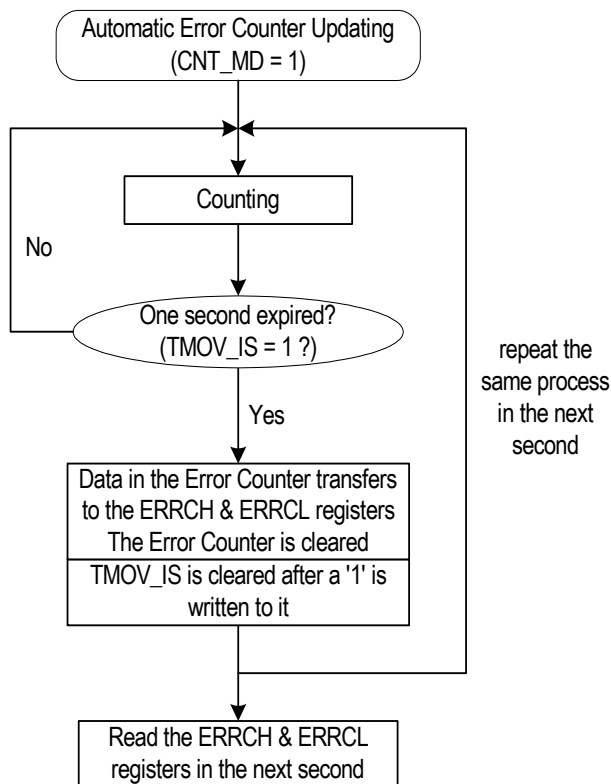 Automatic Error Counter Updating
(CNT_MD = 1)
Counting
No
One second expired?
(TMOV_IS = 1 ?)
repeat the
same process
in the next
second
Yes
Data in the Error Counter transfers
to the ERRCH & ERRCL registers
The Error Counter is cleared
TMOV_IS is cleared after a '1' is
written to it
Read the ERRCH & ERRCL
registers in the next second